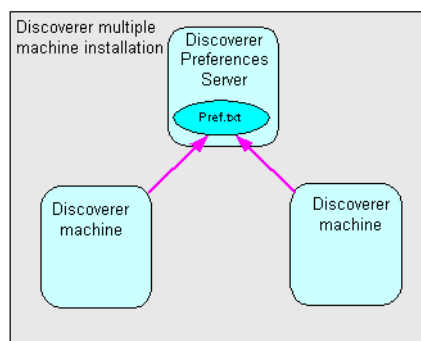 Discoverer multiple
machine installation
Discoverer
Preferences
Server
Pref.txt
Discoverer
machine
Discoverer
machine